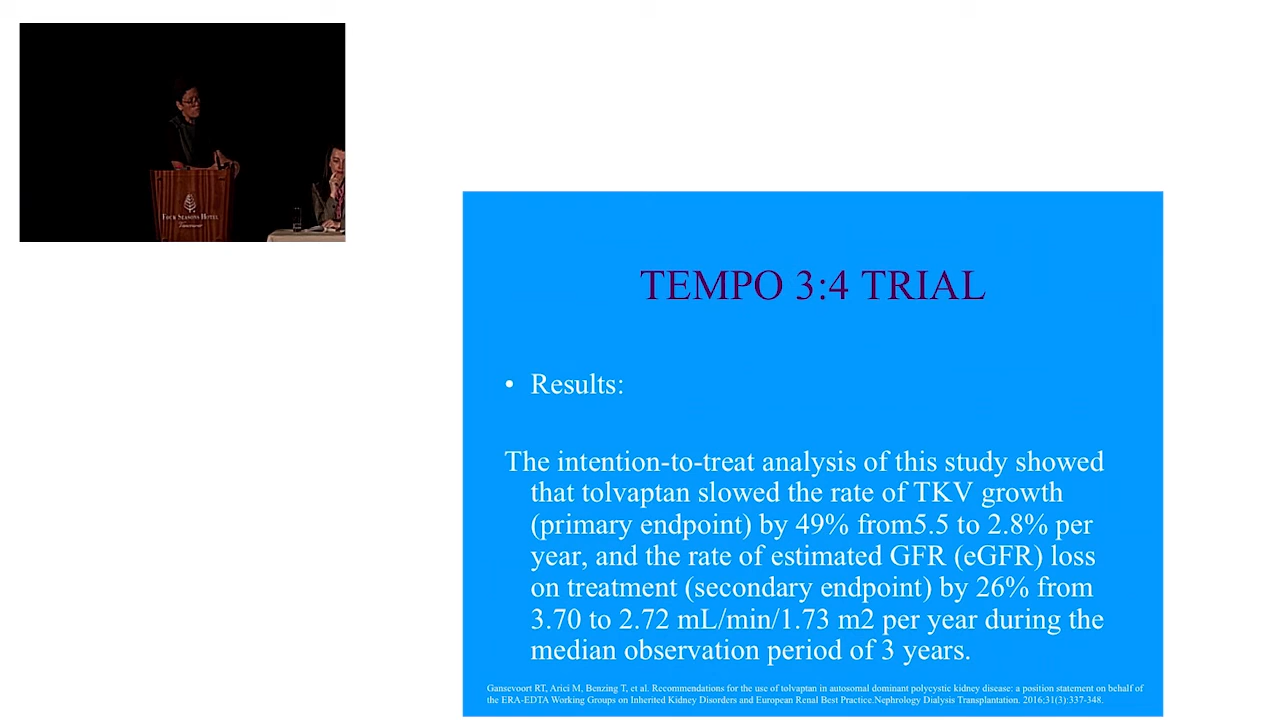 FOUR SEASONS HOTEL
Vancouver
TEMPO 3:4 TRIAL
• Results:
The intention-to-treat analysis of this study showed
that tolvaptan slowed the rate of TKV growth
(primary endpoint) by 49% from5.5 to 2.8% per
year, and the rate of estimated GFR (eGFR) loss
on treatment (secondary endpoint) by 26% from
3.70 to 2.72 mL/min/1.73 m2 per year during the
median observation period of 3 years.
Gansevoort RT, Arici M, Benzing T, et al. Recommendations for the use of tolvaptan in autosomal dominant polycystic kidney disease: a position statement on behalf of
the ERA-EDTA Working Groups on Inherited Kidney Disorders and European Renal Best Practice.Nephrology Dialysis Transplantation. 2016;31(3):337-348.